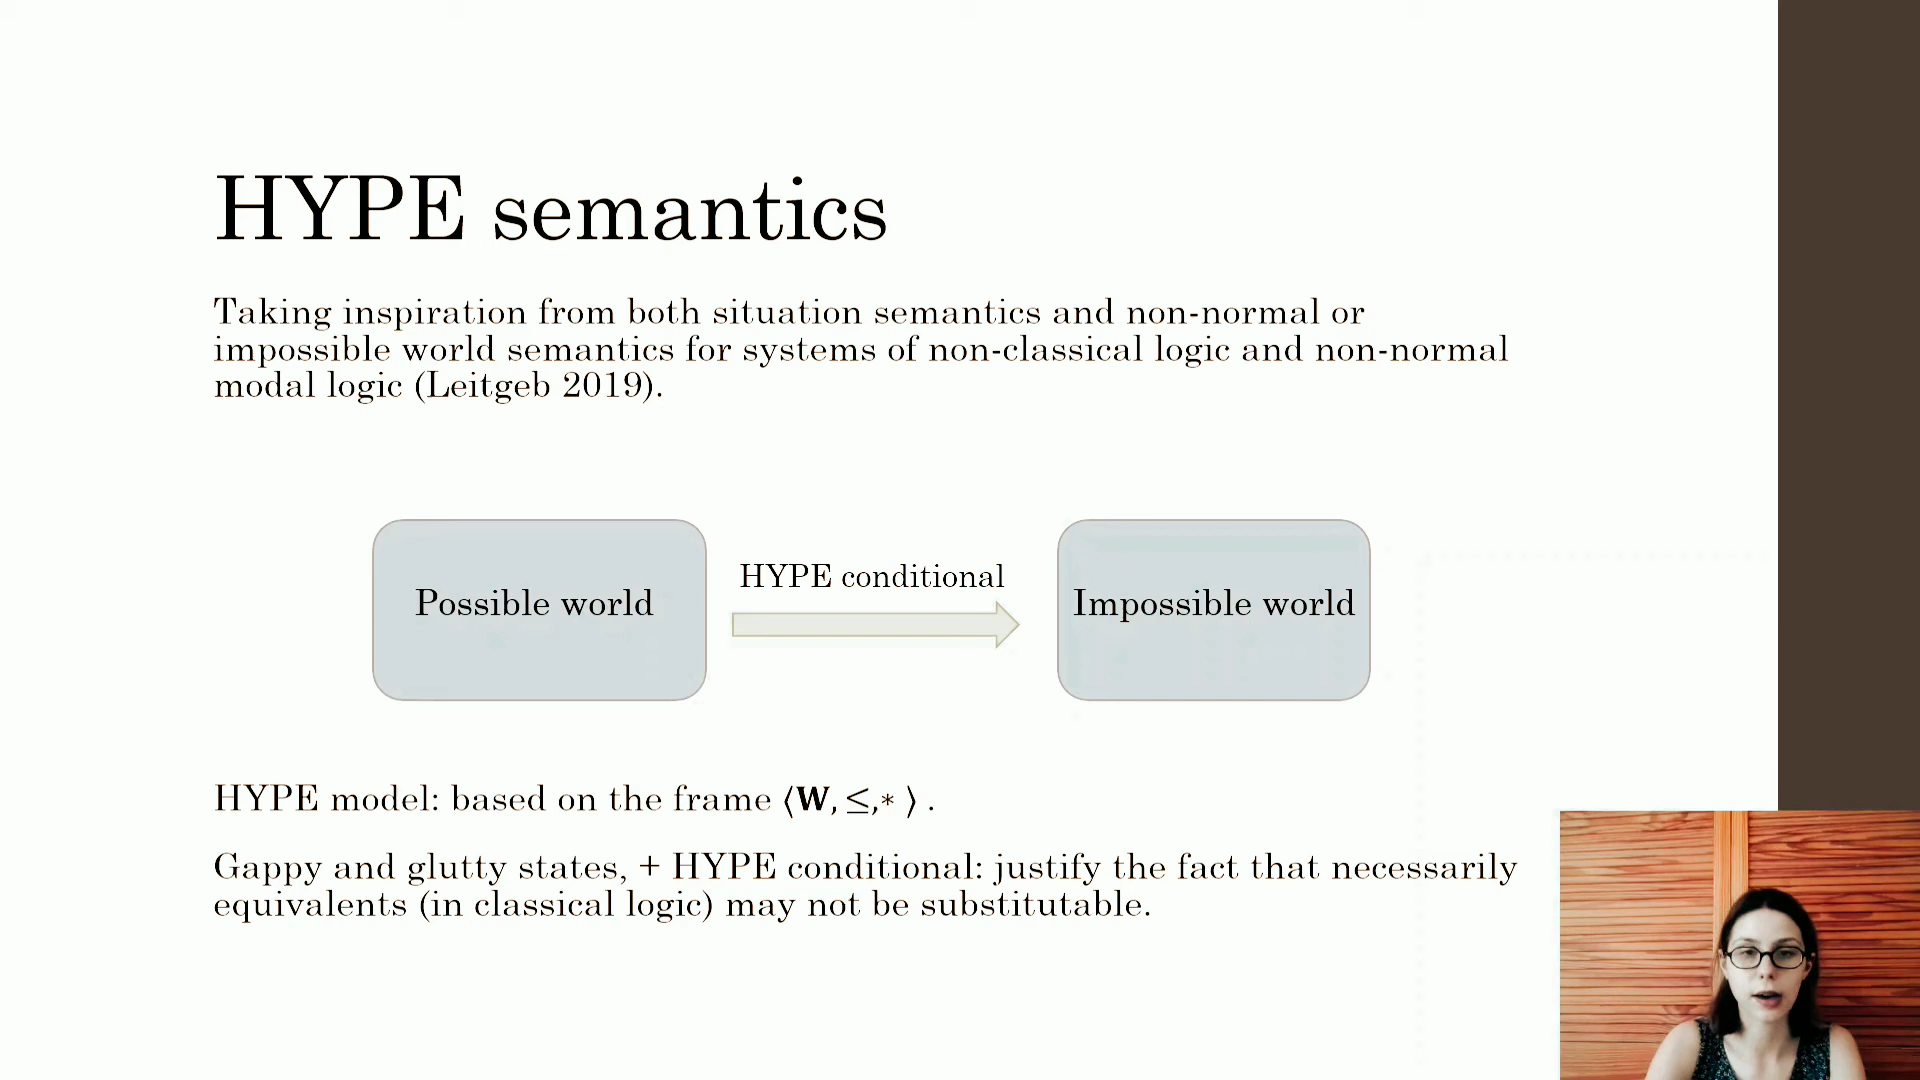 HYPE semantics
Taking inspiration from both situation semantics and non-normal or
impossible world semantics for systems of non-classical logic and non-normal
modal logic (Leitgeb 2019).
Possible world
HYPE conditional
Impossible world
HYPE model: based on the frame ⟨𝐖, ≤,∗ ⟩ .
Gappy and glutty states, + HYPE conditional: justify the fact that necessarily
equivalents (in classical logic) may not be substitutable.